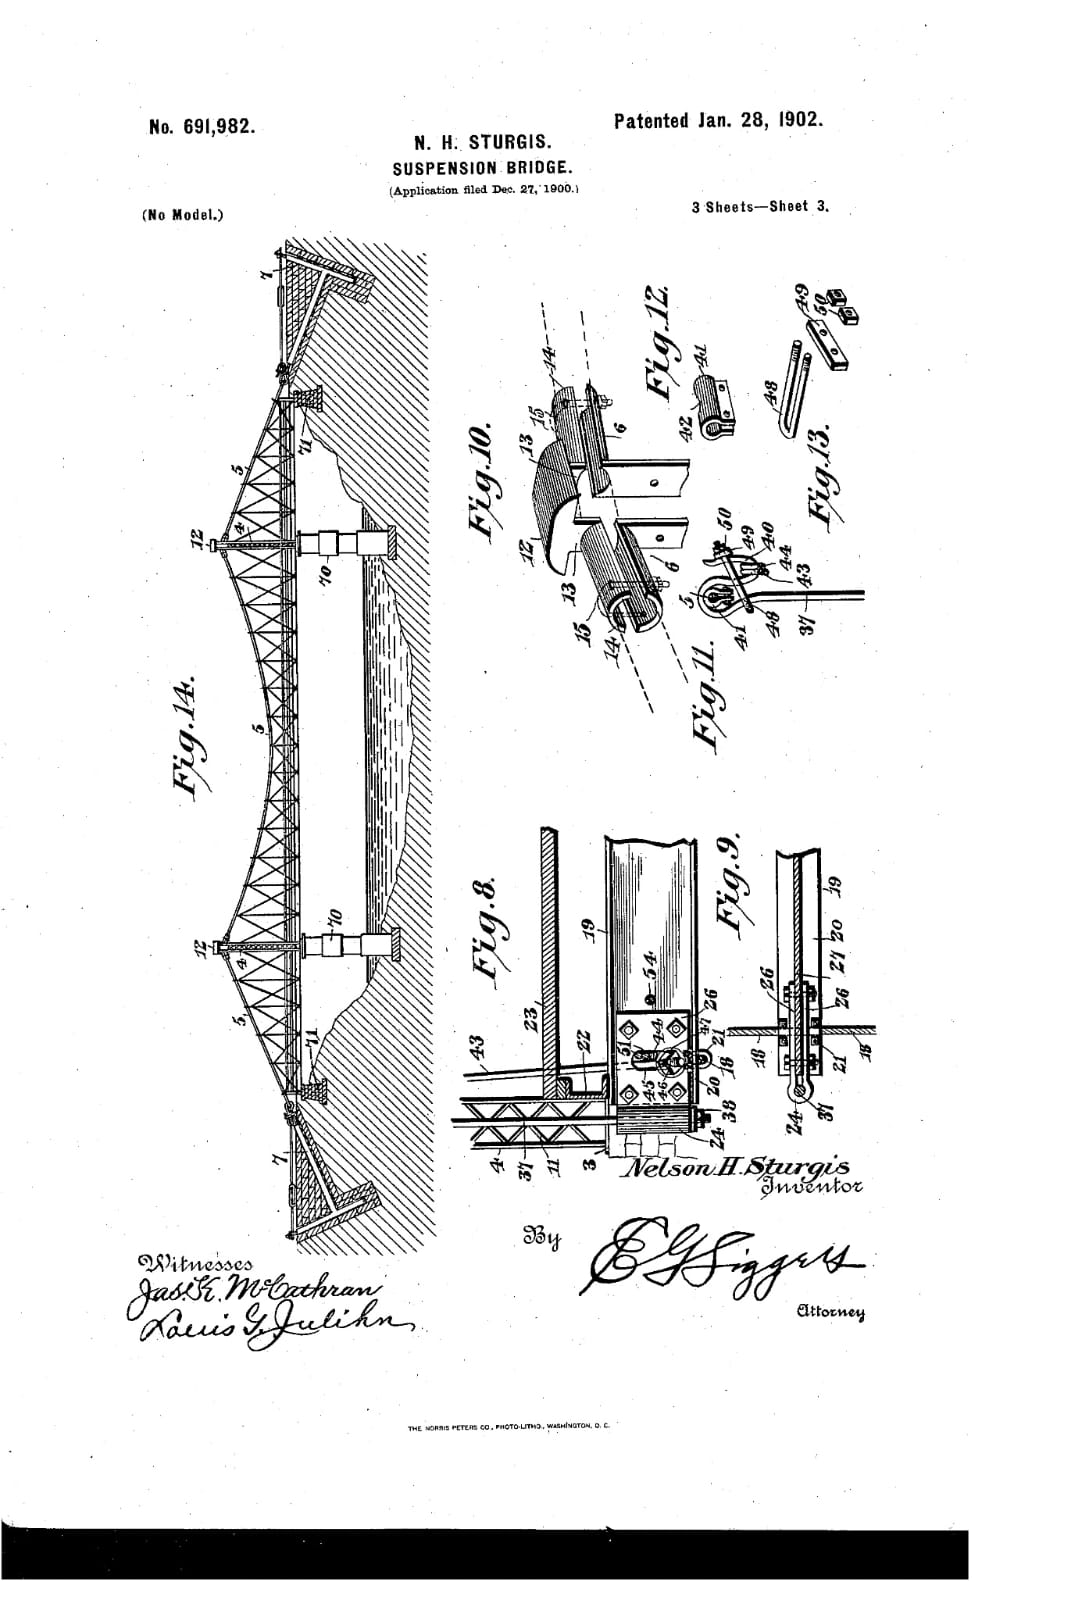 No. 691,982.
Patented Jan. 28, 1902.
N. H. STURGIS.
SUSPENSION BRIDGE.
(Application filed Dec. 27, 1900.)
(No Model.)
3 Sheets—Sheet 3.
Fig. 14.
7
5
4
12
71
70
5
12
4
5
70
71
7
Fig. 10.
14
15
13
12
6
13
15
14
6
Fig. 12.
41
42
Fig. 13.
49
50
48
Fig. 11.
50
49
40
44
43
5
41
48
37
Fig. 8.
43
23
22
19
54
26
47
21
18
20
51
44
45
46
38
24
4
37
11
3
Fig. 9.
19
20
21
26
26
18
18
21
24
37
Nelson H. Sturgis
Inventor
By
E G Siggers
Attorney
Witnesses
Jas. K. McCathran
Louis G. Julihn
THE NORRIS PETERS CO., PHOTO-LITHO., WASHINGTON, D. C.